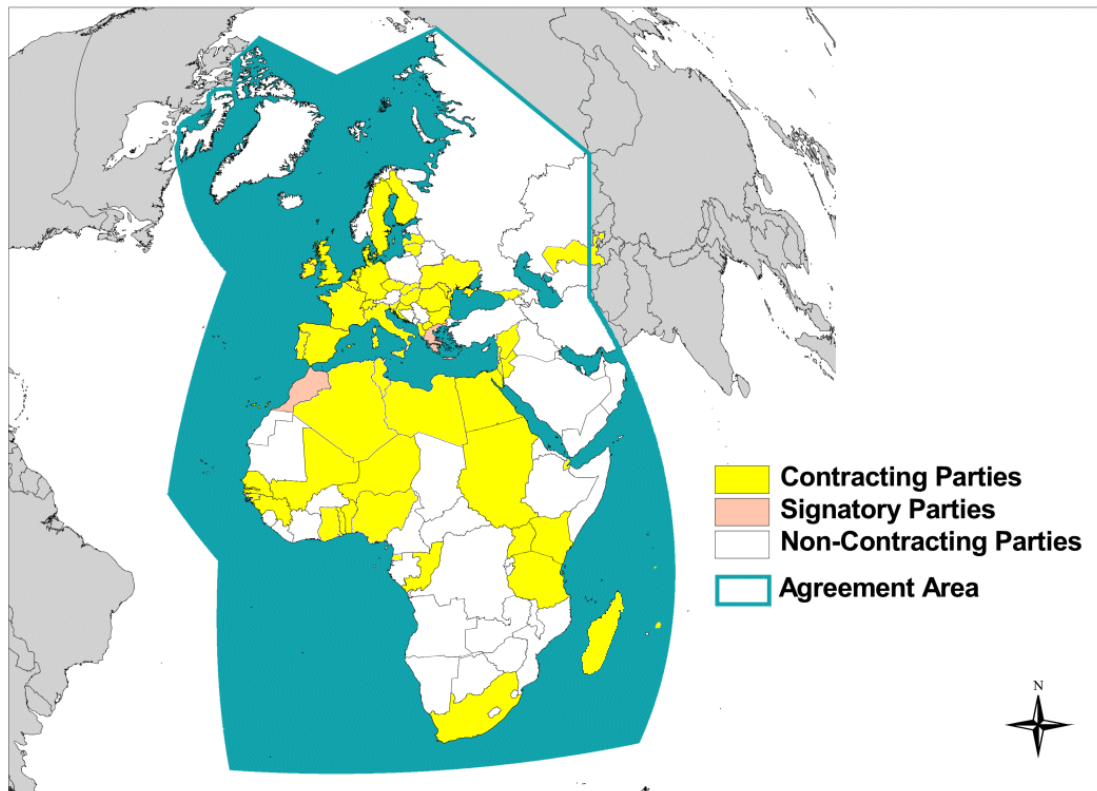 Contracting Parties
Signatory Parties
Non-Contracting Parties
Agreement Area
N